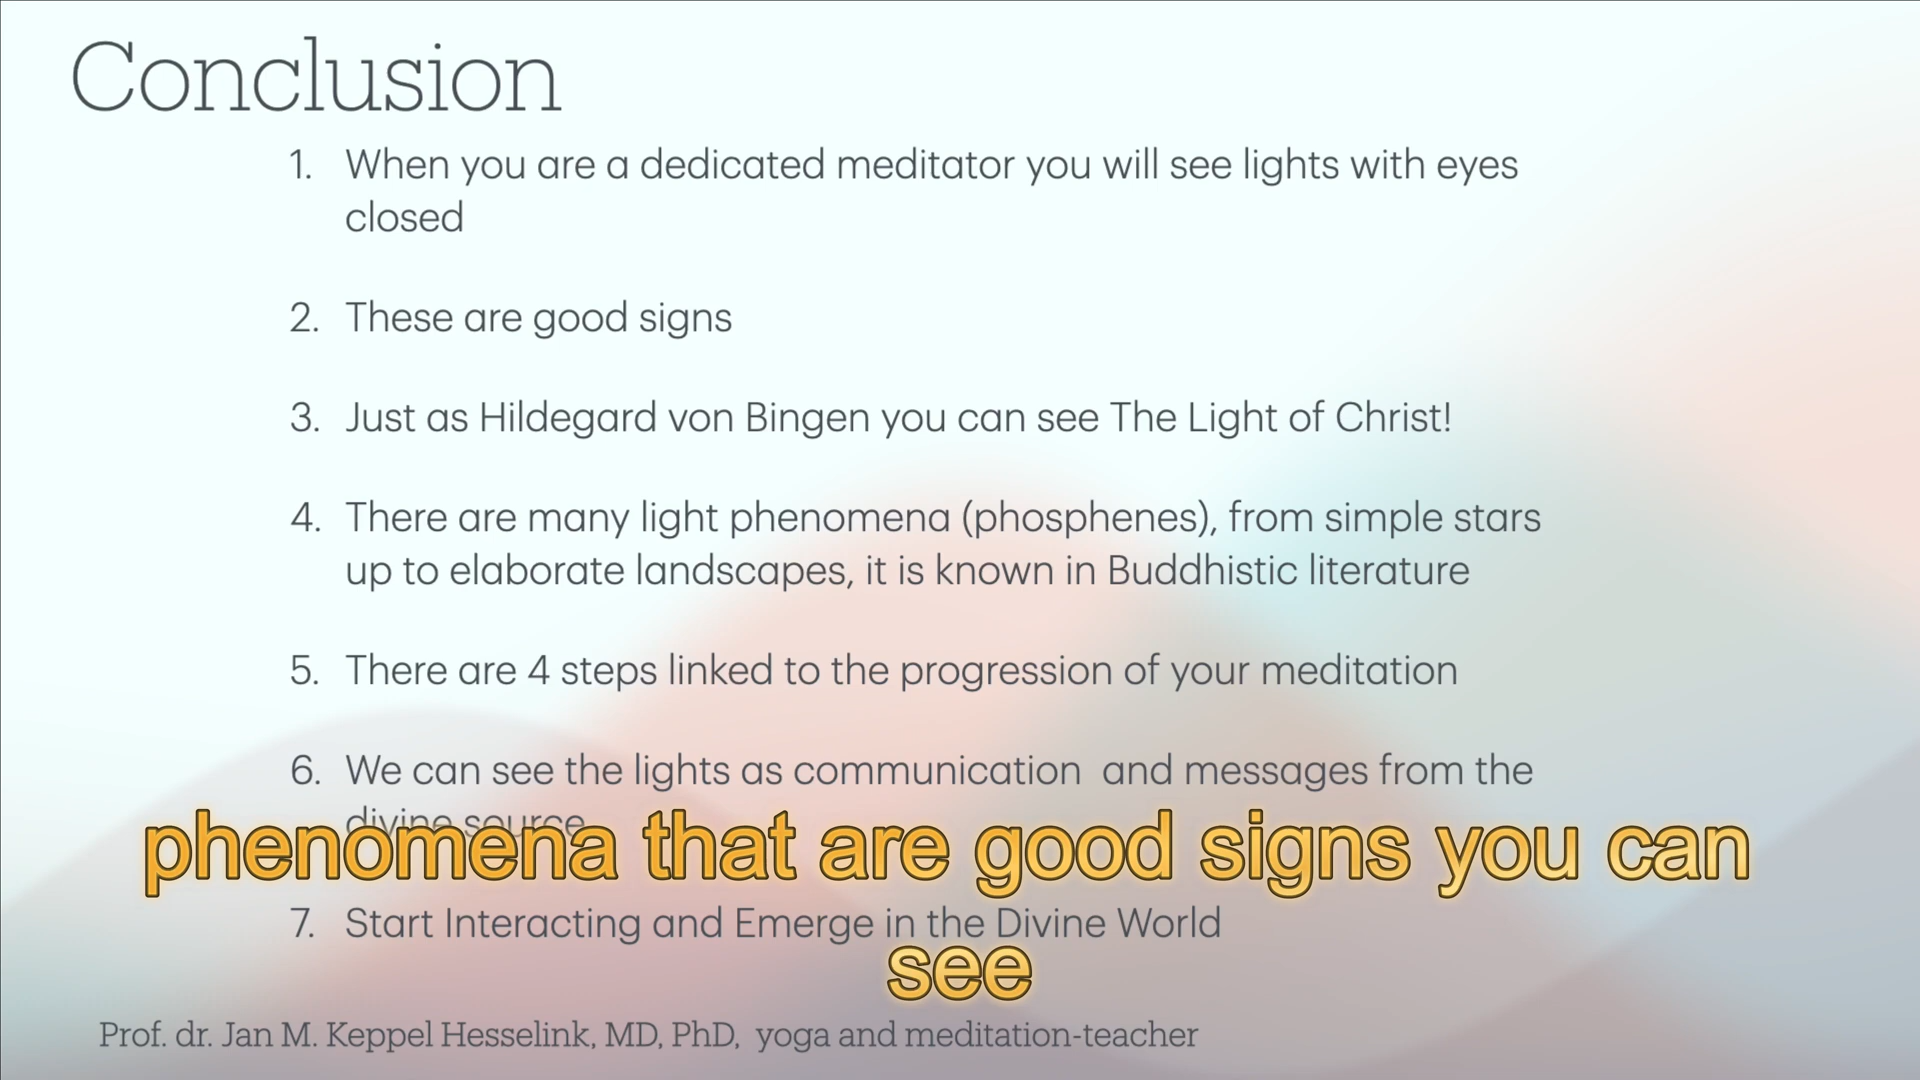 Conclusion
1. When you are a dedicated meditator you will see lights with eyes
closed
2. These are good signs
3. Just as Hildegard von Bingen you can see The Light of Christ!
4. There are many light phenomena (phosphenes), from simple stars
up to elaborate landscapes, it is known in Buddhistic literature
5. There are 4 steps linked to the progression of your meditation
6. We can see the lights as communication and messages from the
divine source
phenomena that are good signs you can
7. Start Interacting and Emerge in the Divine World
see
Prof. dr. Jan M. Keppel Hesselink, MD, PhD, yoga and meditation-teacher